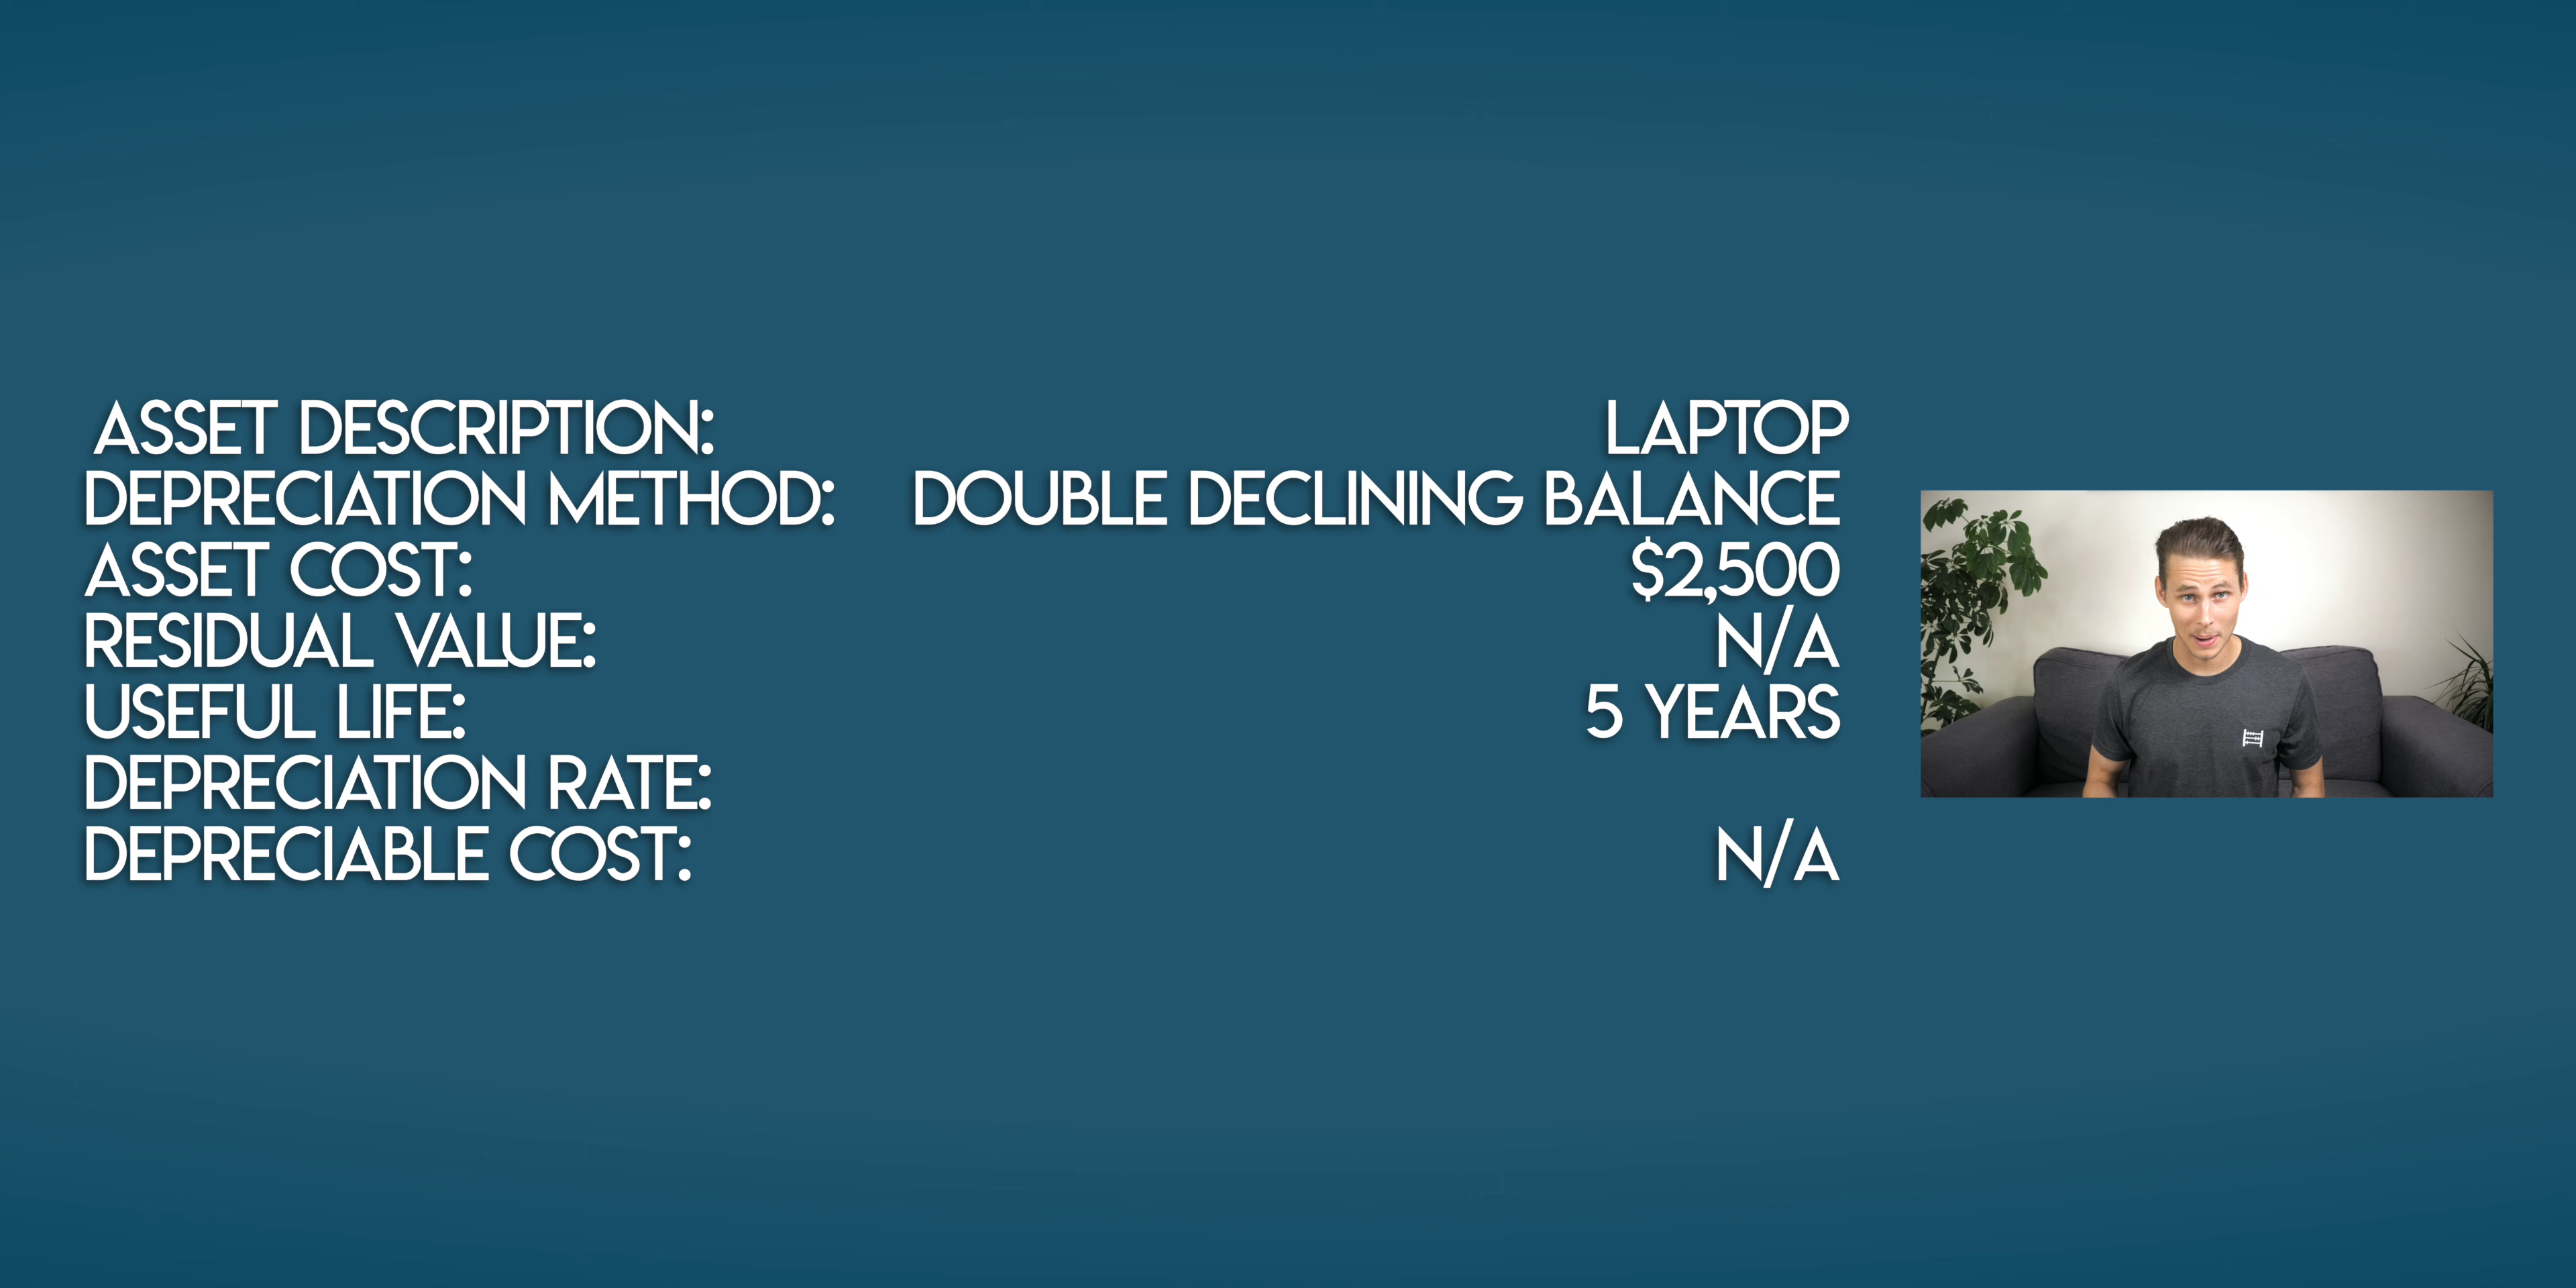 ASSET DESCRIPTION: LAPTOP
DEPRECIATION METHOD: DOUBLE DECLINING BALANCE
ASSET COST: $2,500
RESIDUAL VALUE: N/A
USEFUL LIFE: 5 YEARS
DEPRECIATION RATE:
DEPRECIABLE COST: N/A